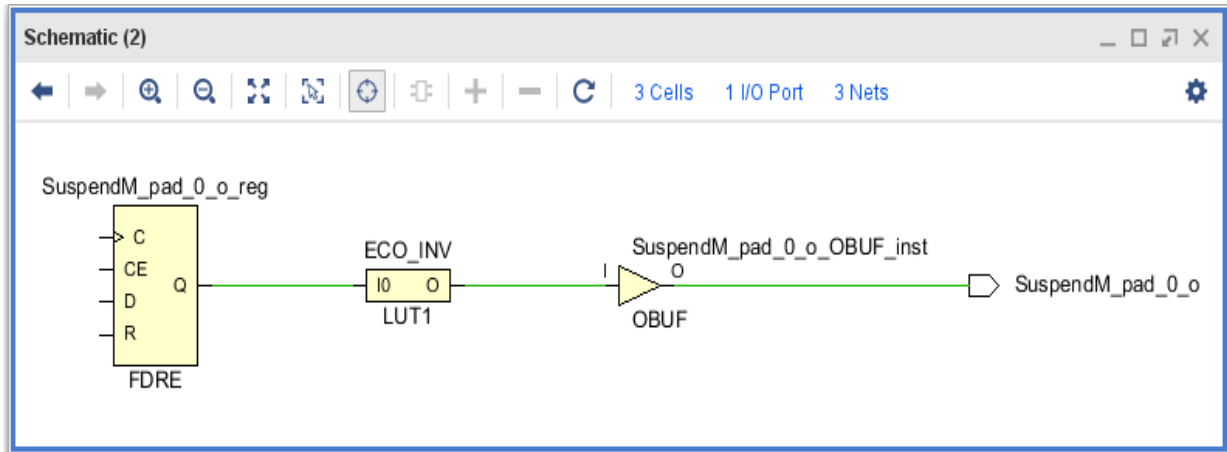 Schematic (2)
3 Cells 1 I/O Port 3 Nets
SuspendM_pad_0_o_reg
C
CE
D
R
Q
FDRE
ECO_INV
I0 O
LUT1
SuspendM_pad_0_o_OBUF_inst
I O
OBUF
SuspendM_pad_0_o